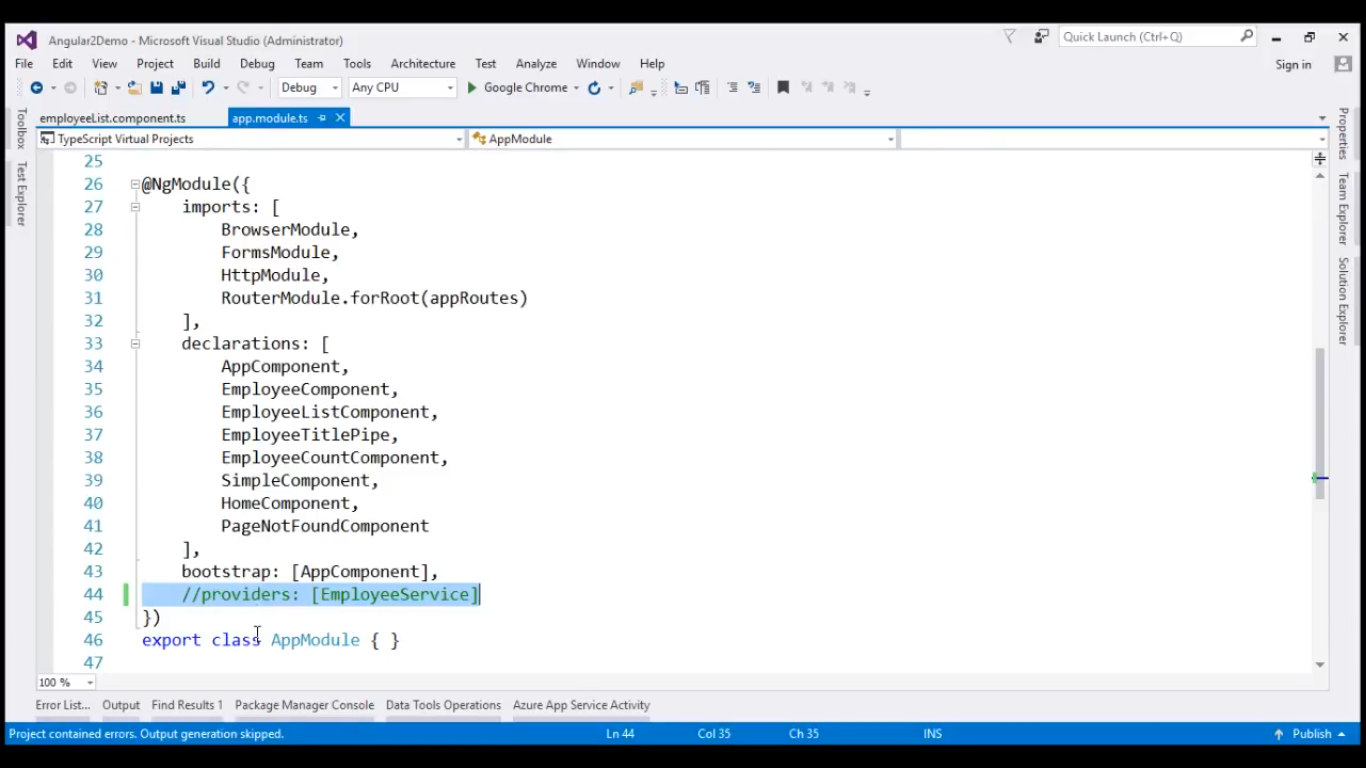 Angular2Demo - Microsoft Visual Studio (Administrator)
Quick Launch (Ctrl+Q)
File Edit View Project Build Debug Team Tools Architecture Test Analyze Window Help
Sign in
Debug Any CPU Google Chrome
employeeList.component.ts app.module.ts
TypeScript Virtual Projects AppModule
Toolbox
Test Explorer
25
26 @NgModule({
27 imports: [
28 BrowserModule,
29 FormsModule,
30 HttpModule,
31 RouterModule.forRoot(appRoutes)
32 ],
33 declarations: [
34 AppComponent,
35 EmployeeComponent,
36 EmployeeListComponent,
37 EmployeeTitlePipe,
38 EmployeeCountComponent,
39 SimpleComponent,
40 HomeComponent,
41 PageNotFoundComponent
42 ],
43 bootstrap: [AppComponent],
44 //providers: [EmployeeService]
45 })
46 export class AppModule { }
47
Properties
Team Explorer
Solution Explorer
100 %
Error List... Output Find Results 1 Package Manager Console Data Tools Operations Azure App Service Activity
Project contained errors. Output generation skipped. Ln 44 Col 35 Ch 35 INS Publish